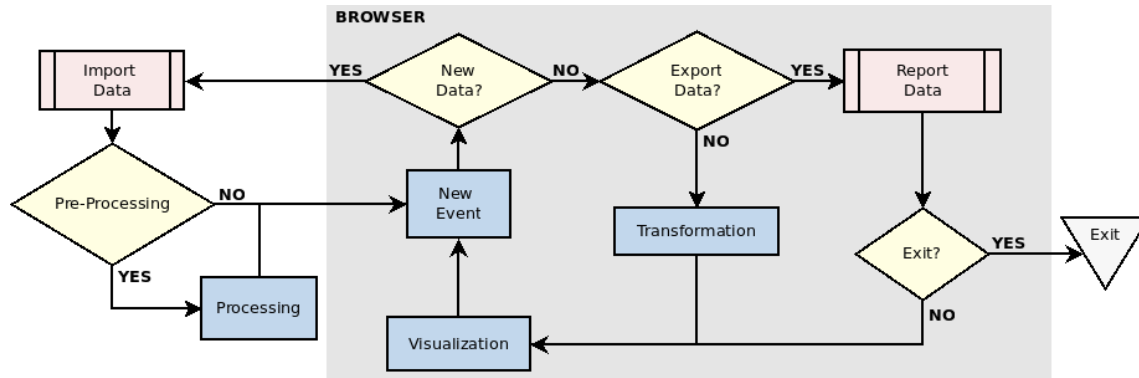 BROWSER
Import
Data
YES
New
Data?
NO
Export
Data?
YES
Report
Data
NO
Pre-Processing
NO
New
Event
Transformation
Exit?
YES
Exit
YES
Processing
Visualization
NO